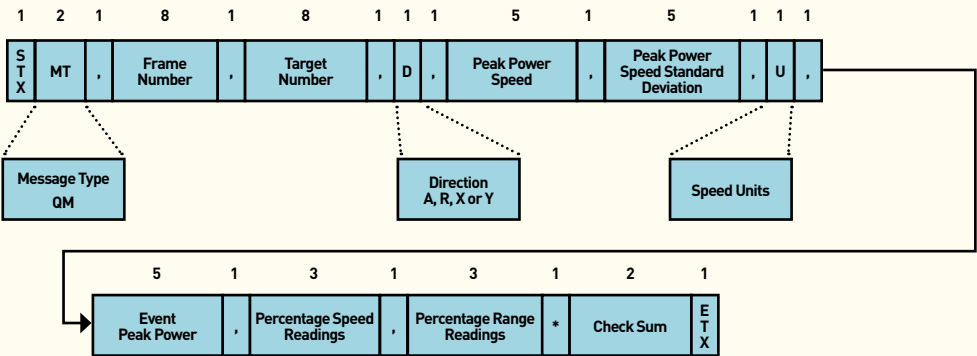 1 2 1 8 1 8 1 1 1 5 1 5 1 1 1
STX MT , Frame Number , Target Number , D , Peak Power Speed , Peak Power Speed Standard Deviation , U ,
Message Type
QM
Direction
A, R, X or Y
Speed Units
5 1 3 1 3 1 2 1
Event Peak Power , Percentage Speed Readings , Percentage Range Readings * Check Sum ETX